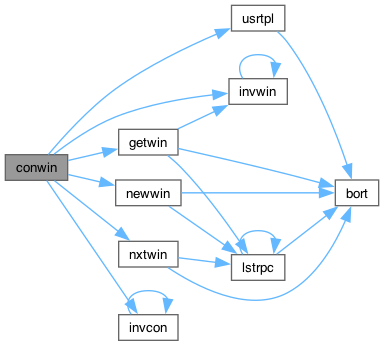 usrtpl
invwin
getwin
conwin
newwin
bort
nxtwin
lstrpc
invcon